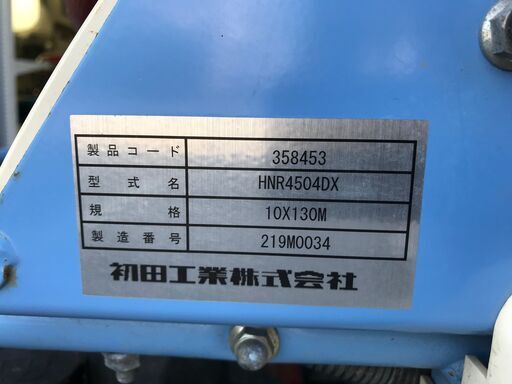 製品コード 358453
型式名 HNR4504DX
規格 10X130M
製造番号 219M0034
初田工業株式会社